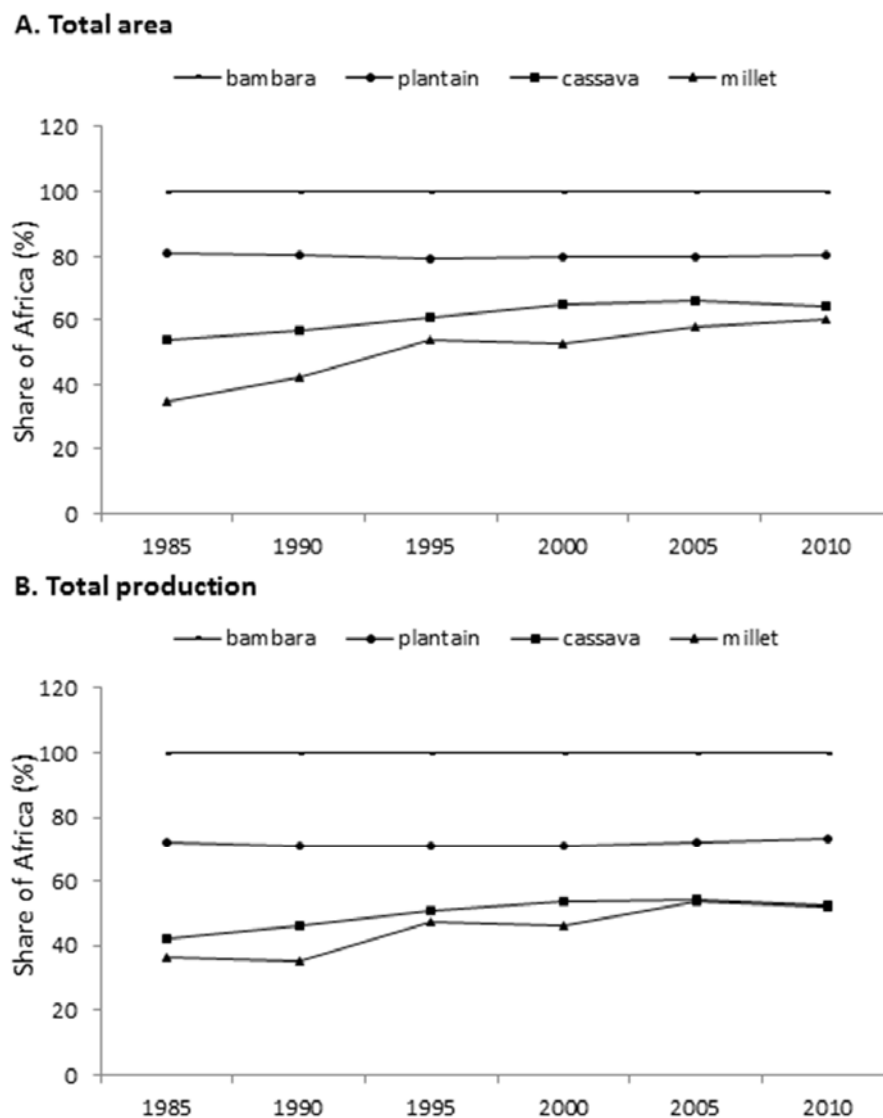 A. Total area
bambara plantain cassava millet
Share of Africa (%)
120
100
80
60
40
20
0
1985 1990 1995 2000 2005 2010
B. Total production
bambara plantain cassava millet
Share of Africa (%)
120
100
80
60
40
20
0
1985 1990 1995 2000 2005 2010